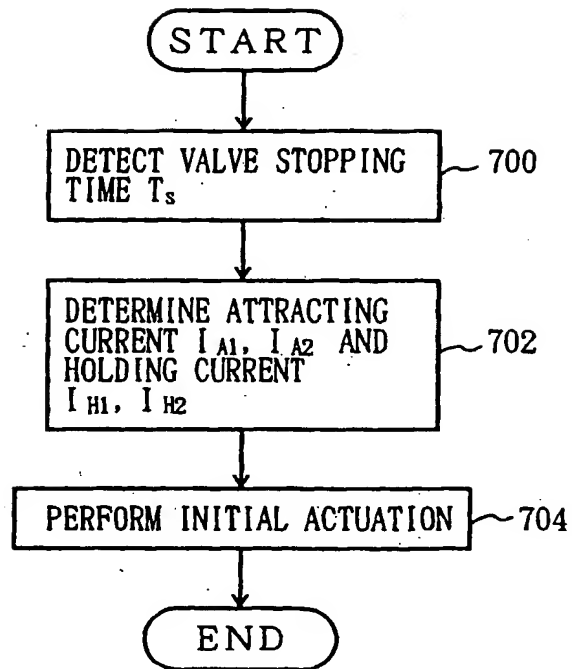 START
DETECT VALVE STOPPING
TIME Ts
700
DETERMINE ATTRACTING
CURRENT IA1, IA2 AND
HOLDING CURRENT
IH1, IH2
702
PERFORM INITIAL ACTUATION
704
END